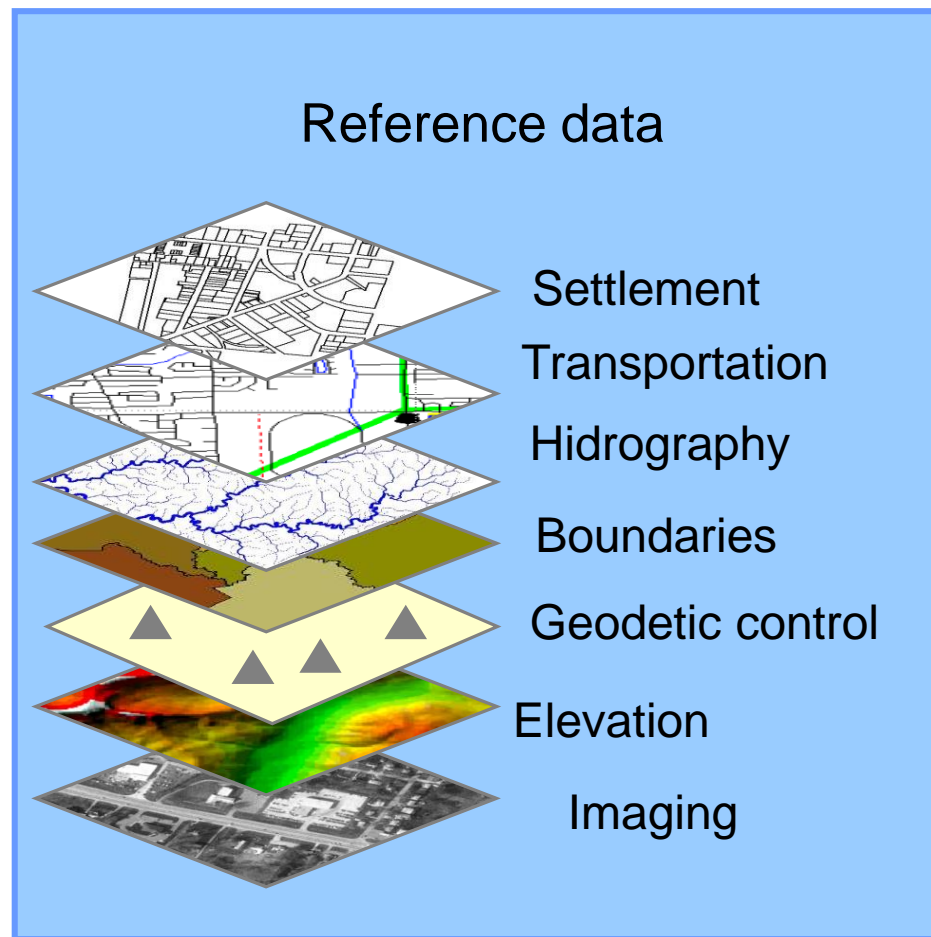 Reference data
Settlement
Transportation
Hidrography
Boundaries
Geodetic control
Elevation
Imaging